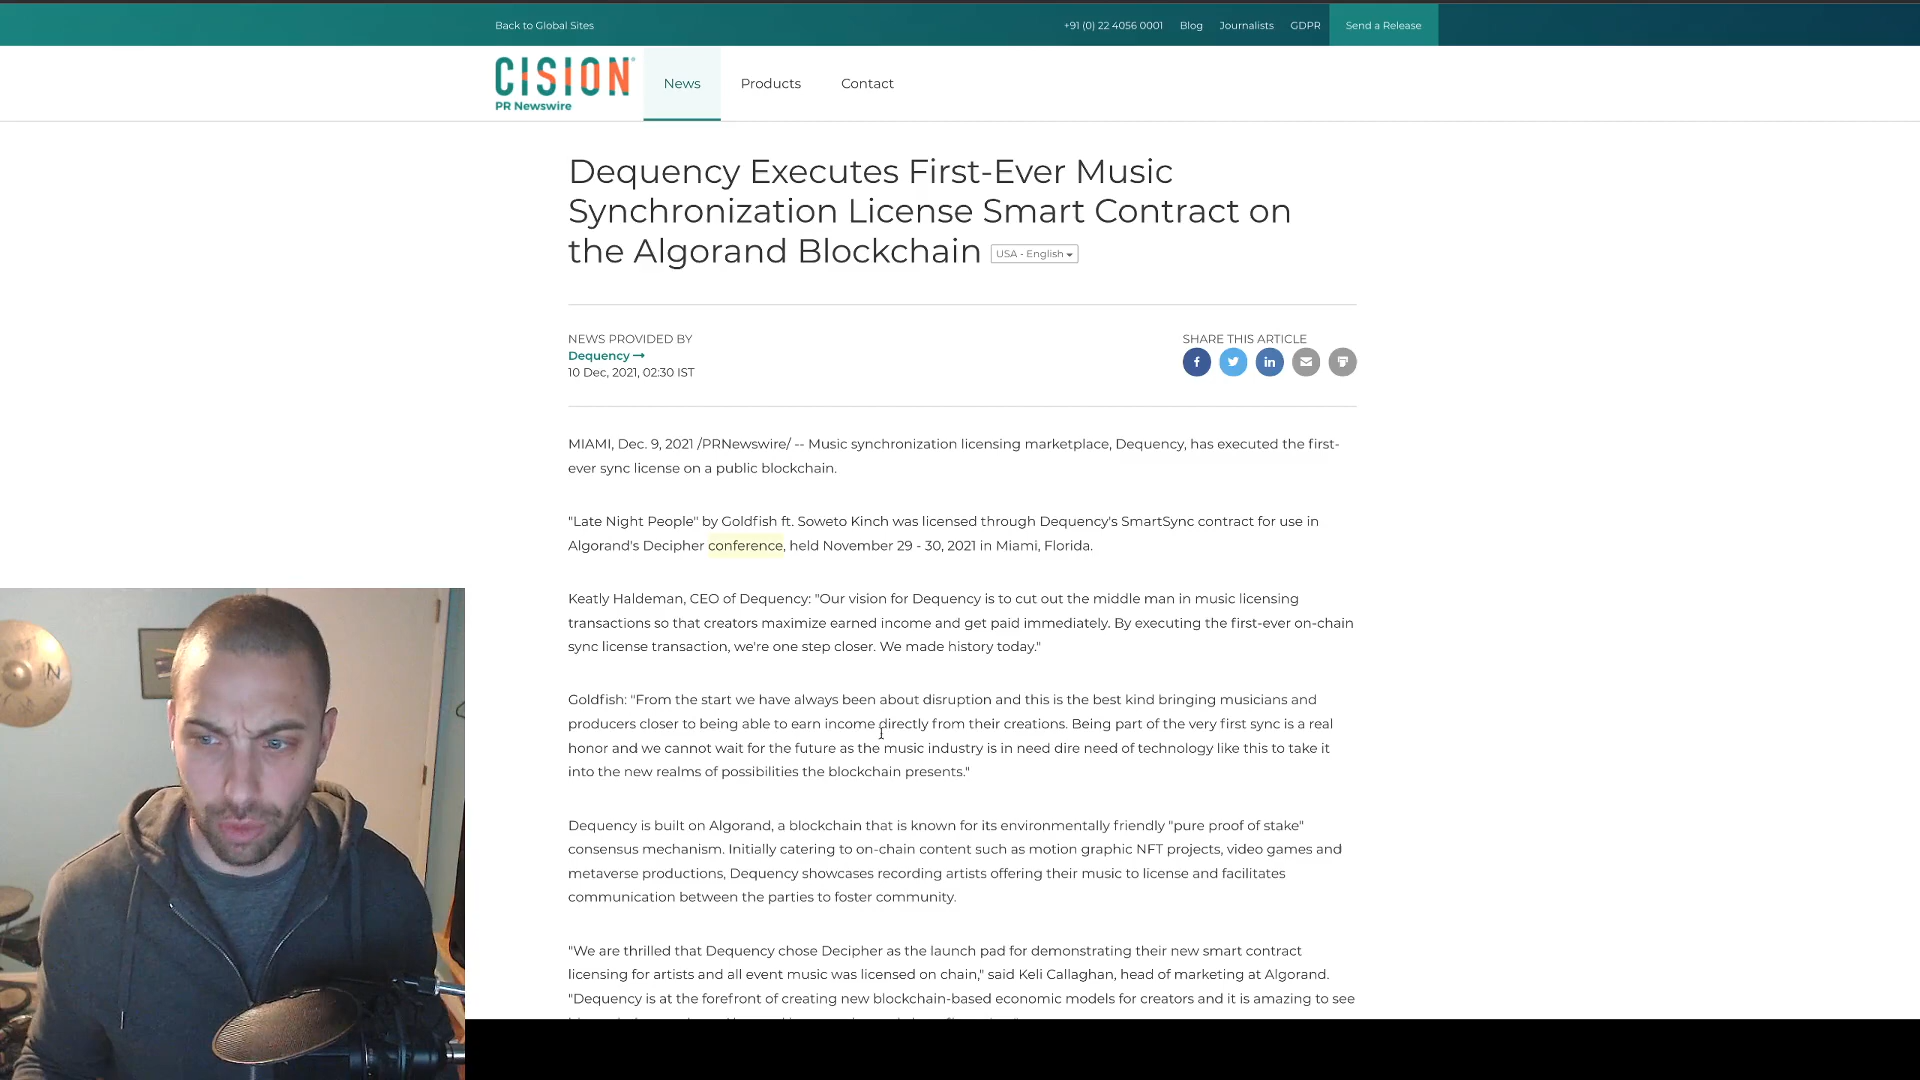 Back to Global Sites
+91 (0) 22 4056 0001 Blog Journalists GDPR Send a Release
CISION
PR Newswire
News Products Contact
Dequency Executes First-Ever Music
Synchronization License Smart Contract on
the Algorand Blockchain USA - English
NEWS PROVIDED BY
Dequency
10 Dec, 2021, 02:30 IST
SHARE THIS ARTICLE
MIAMI, Dec. 9, 2021 /PRNewswire/ -- Music synchronization licensing marketplace, Dequency, has executed the first-
ever sync license on a public blockchain.
"Late Night People" by Goldfish ft. Soweto Kinch was licensed through Dequency's SmartSync contract for use in
Algorand's Decipher conference, held November 29 - 30, 2021 in Miami, Florida.
Keatly Haldeman, CEO of Dequency: "Our vision for Dequency is to cut out the middle man in music licensing
transactions so that creators maximize earned income and get paid immediately. By executing the first-ever on-chain
sync license transaction, we're one step closer. We made history today."
Goldfish: "From the start we have always been about disruption and this is the best kind bringing musicians and
producers closer to being able to earn income directly from their creations. Being part of the very first sync is a real
honor and we cannot wait for the future as the music industry is in need dire need of technology like this to take it
into the new realms of possibilities the blockchain presents."
Dequency is built on Algorand, a blockchain that is known for its environmentally friendly "pure proof of stake"
consensus mechanism. Initially catering to on-chain content such as motion graphic NFT projects, video games and
metaverse productions, Dequency showcases recording artists offering their music to license and facilitates
communication between the parties to foster community.
"We are thrilled that Dequency chose Decipher as the launch pad for demonstrating their new smart contract
licensing for artists and all event music was licensed on chain," said Keli Callaghan, head of marketing at Algorand.
"Dequency is at the forefront of creating new blockchain-based economic models for creators and it is amazing to see